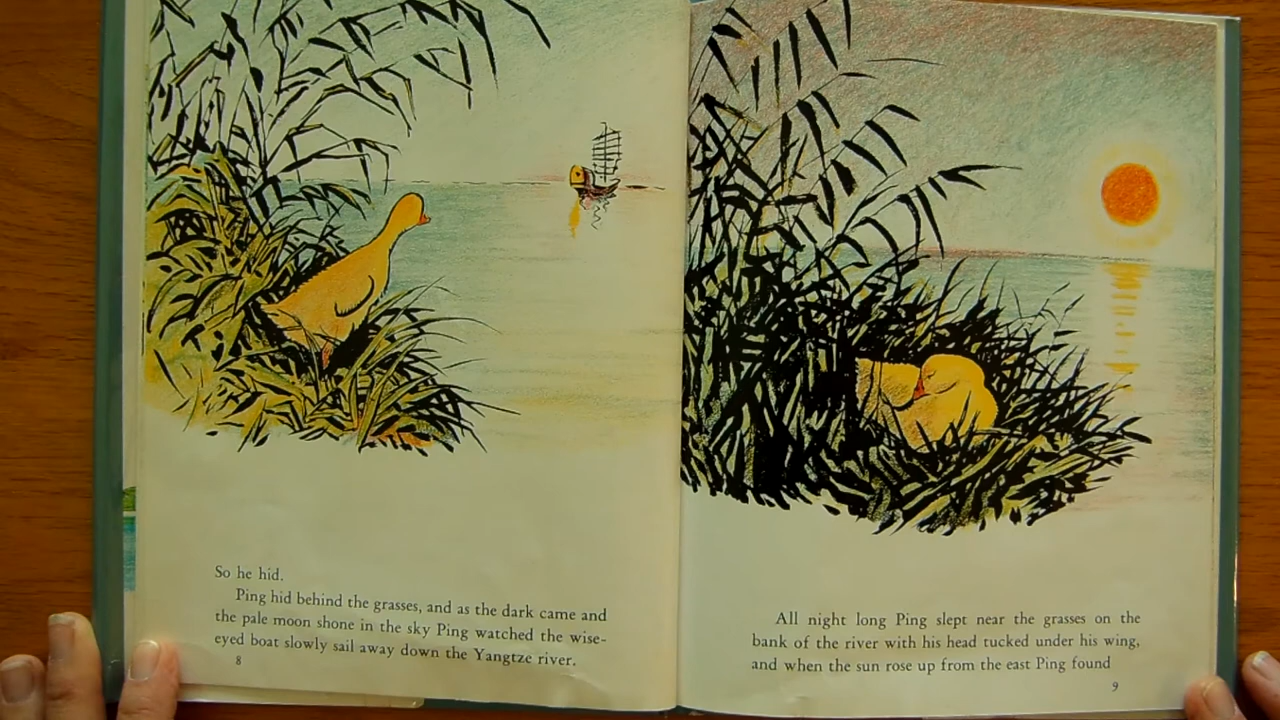 So he hid.
Ping hid behind the grasses, and as the dark came and
the pale moon shone in the sky Ping watched the wise-
eyed boat slowly sail away down the Yangtze river.
8
All night long Ping slept near the grasses on the
bank of the river with his head tucked under his wing,
and when the sun rose up from the east Ping found
9